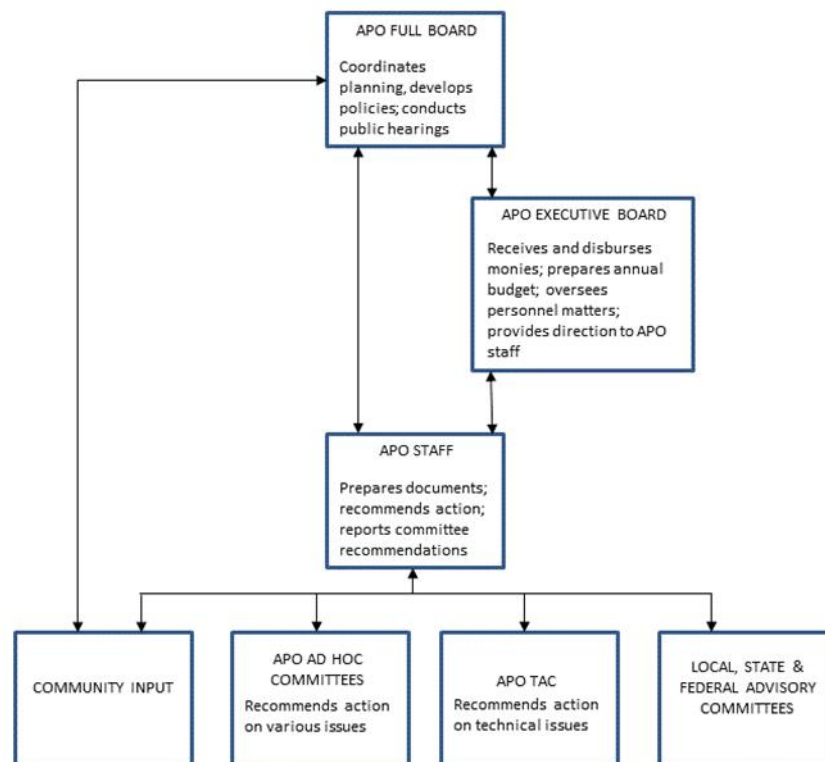 APO FULL BOARD
Coordinates
planning, develops
policies; conducts
public hearings
APO EXECUTIVE BOARD
Receives and disburses
monies; prepares annual
budget; oversees
personnel matters;
provides direction to APO
staff
APO STAFF
Prepares documents;
recommends action;
reports committee
recommendations
COMMUNITY INPUT
APO AD HOC
COMMITTEES
Recommends action
on various issues
APO TAC
Recommends action
on technical issues
LOCAL, STATE &
FEDERAL ADVISORY
COMMITTEES